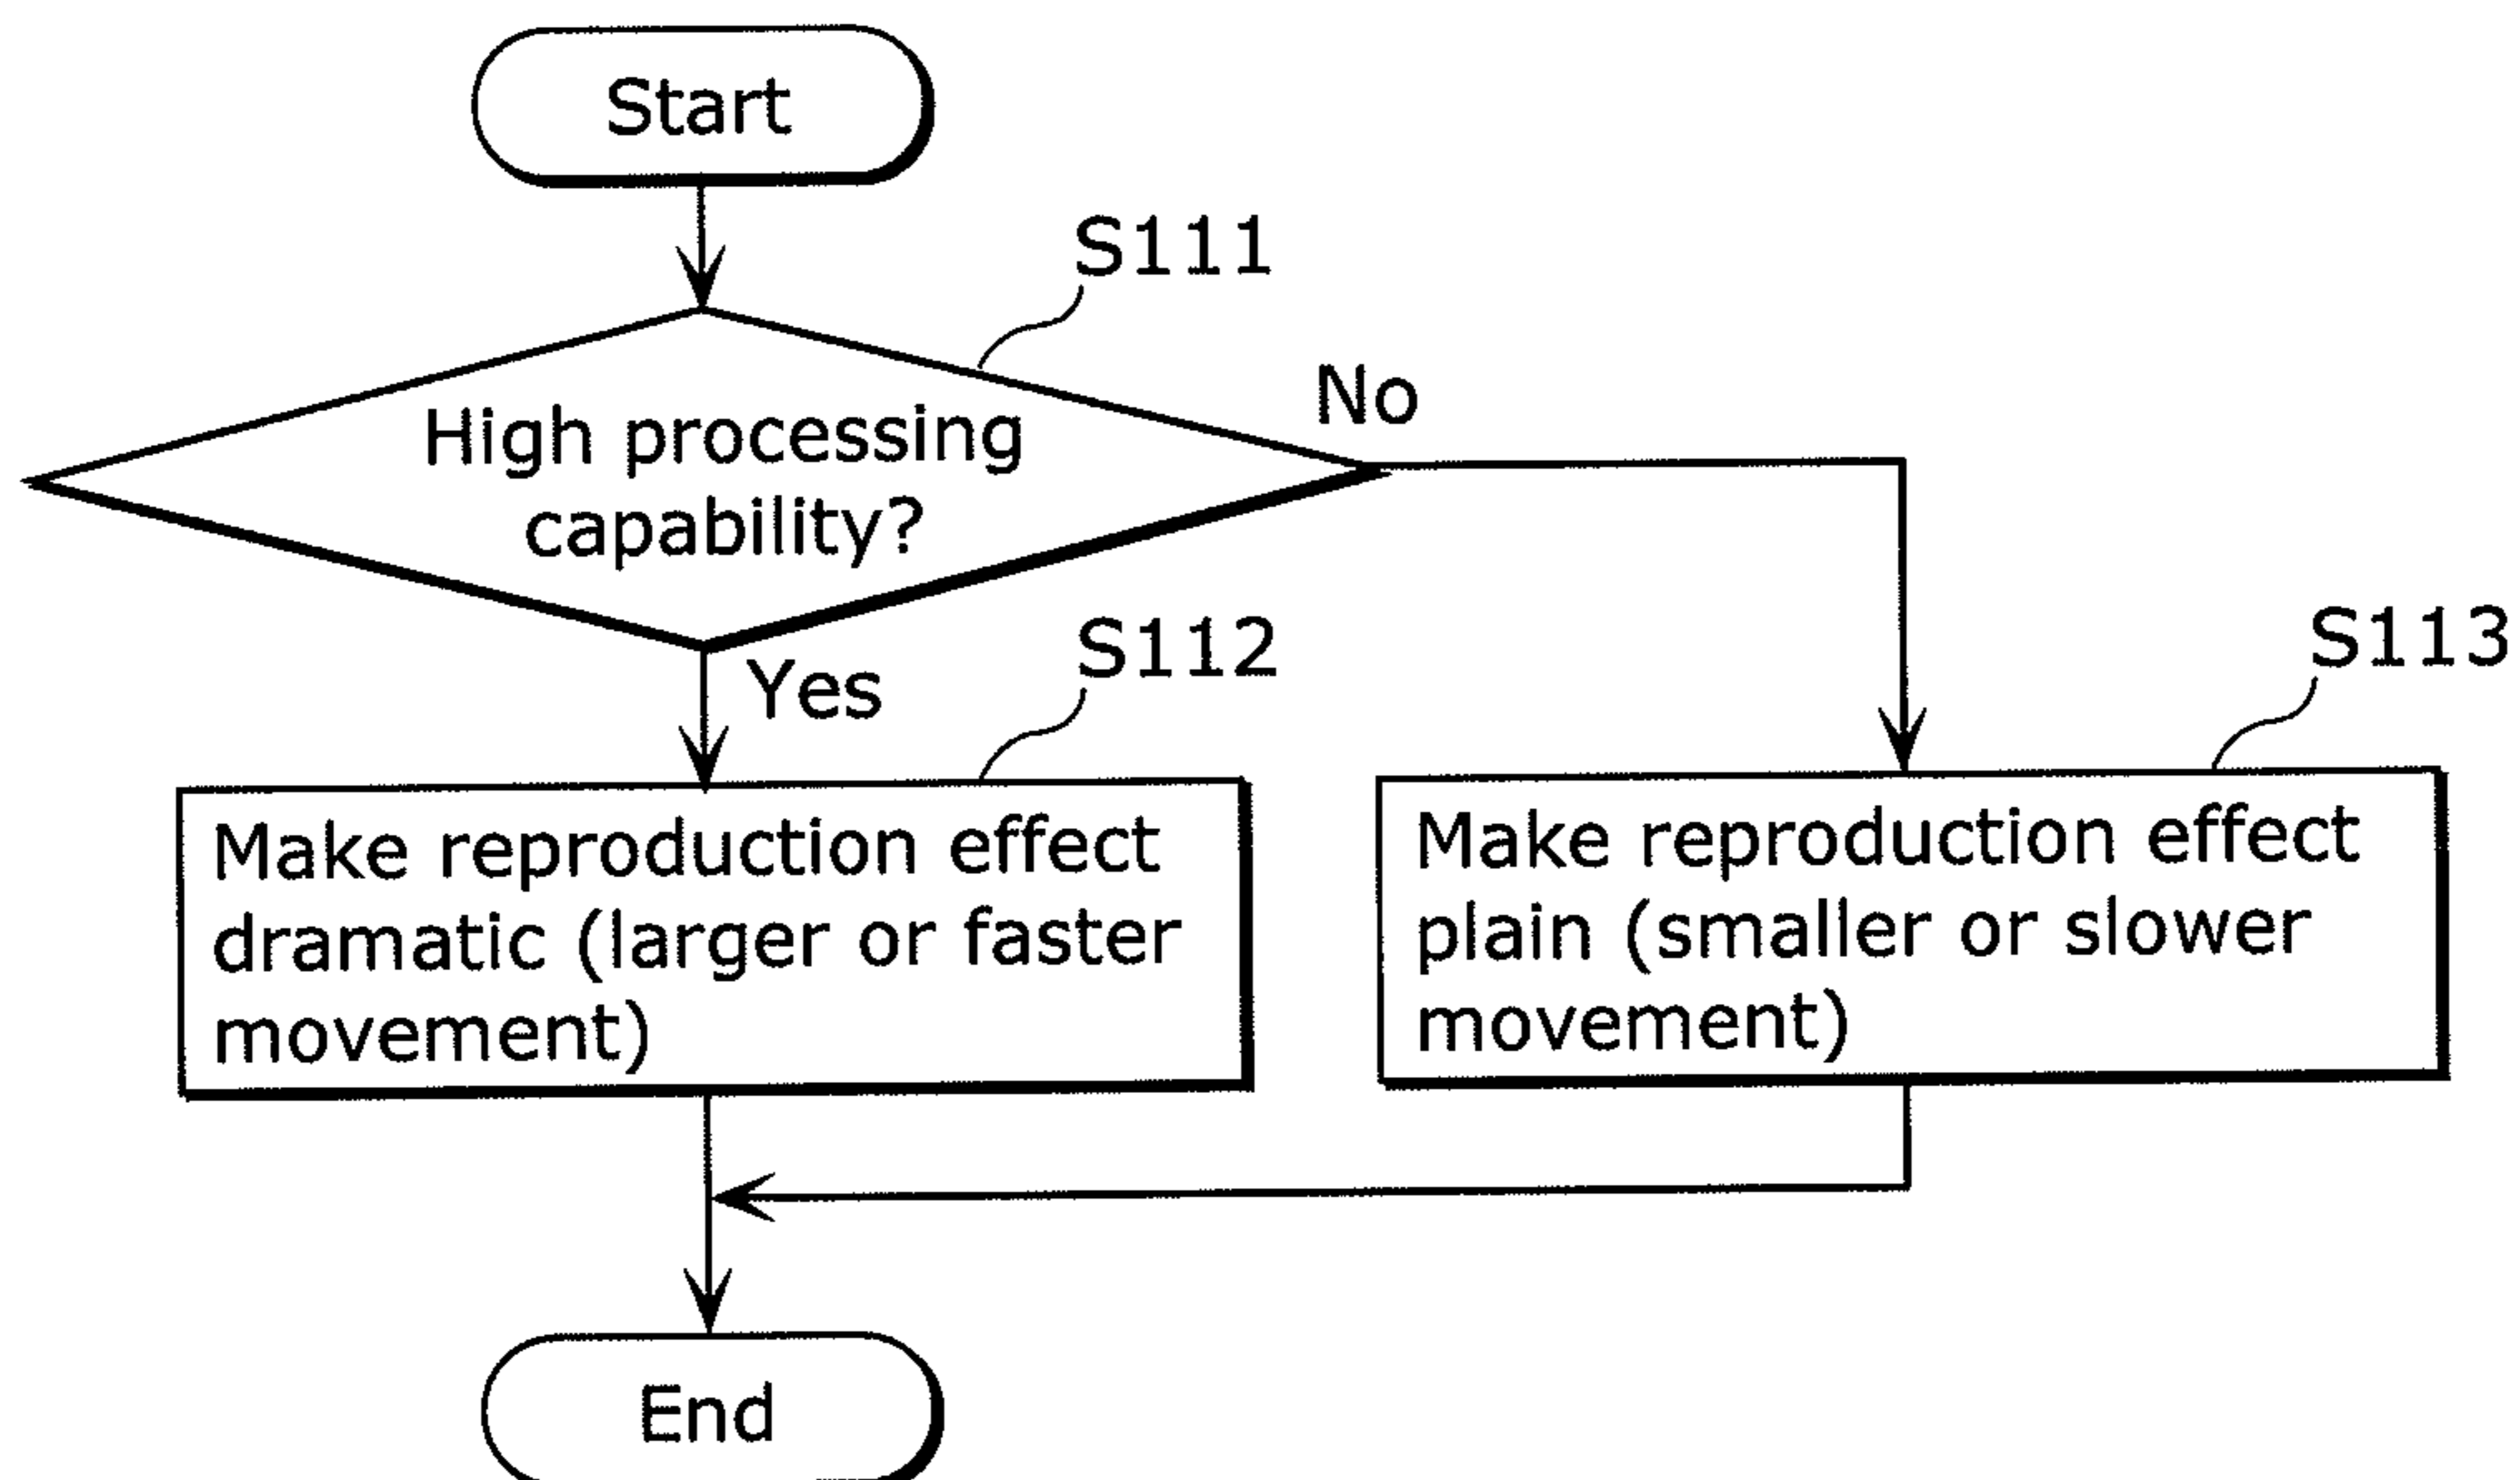 Start
S111
High processing
capability?
No
Yes
S112
S113
Make reproduction effect
dramatic (larger or faster
movement)
Make reproduction effect
plain (smaller or slower
movement)
End